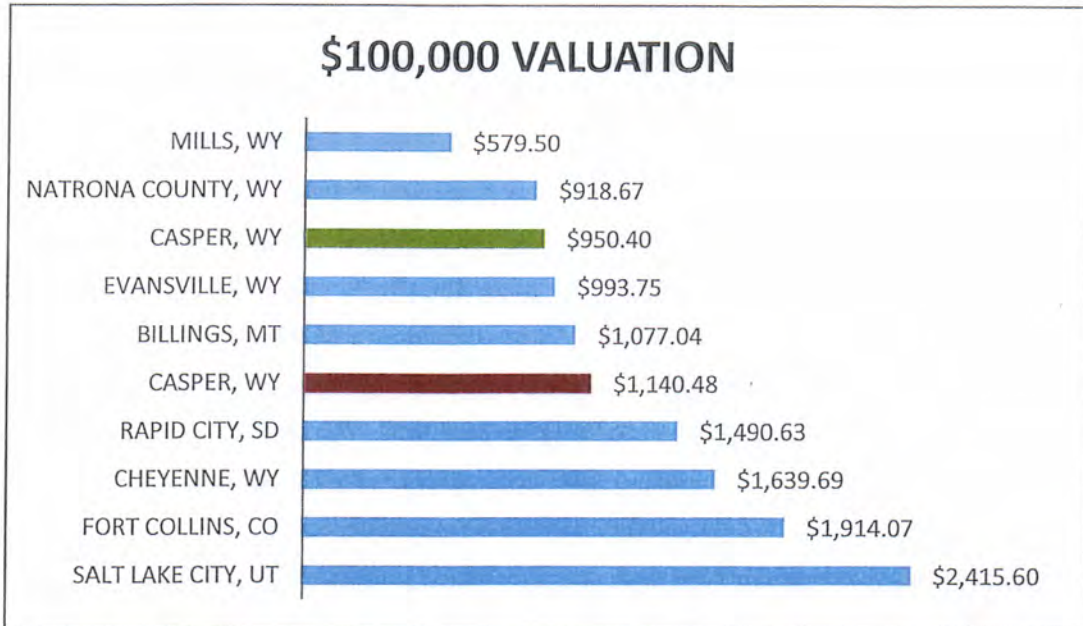 $100,000 VALUATION
MILLS, WY $579.50
NATRONA COUNTY, WY $918.67
CASPER, WY $950.40
EVANSVILLE, WY $993.75
BILLINGS, MT $1,077.04
CASPER, WY $1,140.48
RAPID CITY, SD $1,490.63
CHEYENNE, WY $1,639.69
FORT COLLINS, CO $1,914.07
SALT LAKE CITY, UT $2,415.60